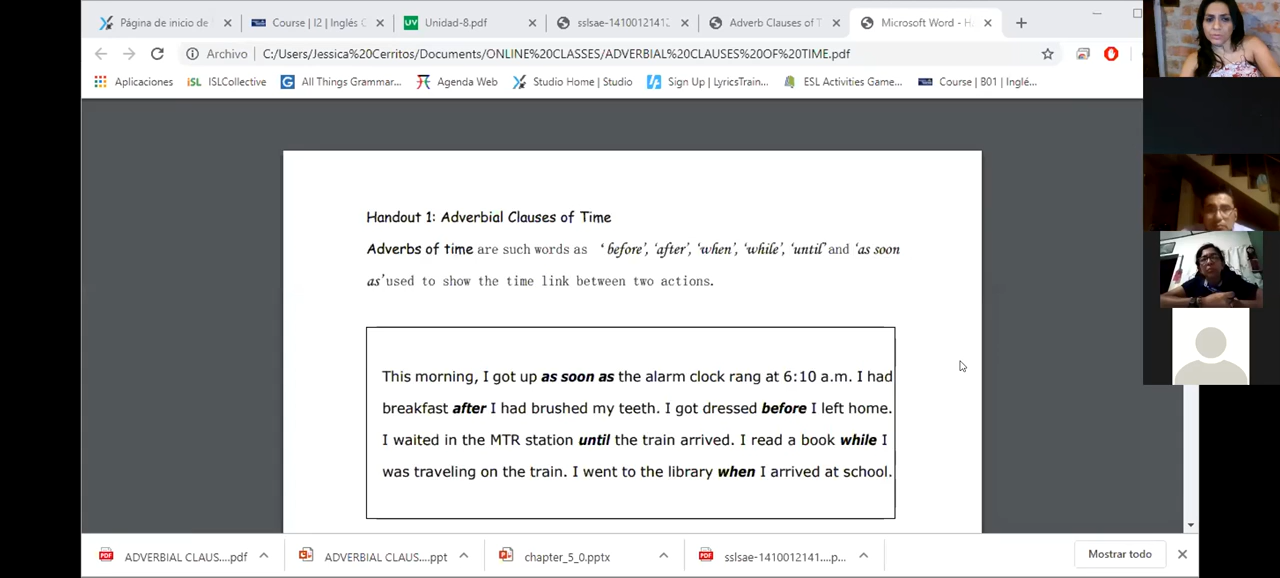 Página de inicio de
Course | I2 | Inglés C
Unidad-8.pdf
sslsae-1410012141
Adverb Clauses of T
Microsoft Word - H
Archivo
C:/Users/Jessica%20Cerritos/Documents/ONLINE%20CLASSES/ADVERBIAL%20CLAUSES%20OF%20TIME.pdf
Aplicaciones
iSL ISLCollective
All Things Grammar...
Agenda Web
Studio Home | Studio
Sign Up | LyricsTrain...
ESL Activities Game...
Course | B01 | Inglé...
Handout 1: Adverbial Clauses of Time
Adverbs of time are such words as ‘ before’, ‘after’, ‘when’, ‘while’, ‘until’ and ‘as soon
as’ used to show the time link between two actions.
This morning, I got up as soon as the alarm clock rang at 6:10 a.m. I had
breakfast after I had brushed my teeth. I got dressed before I left home.
I waited in the MTR station until the train arrived. I read a book while I
was traveling on the train. I went to the library when I arrived at school.
ADVERBIAL CLAUS....pdf
ADVERBIAL CLAUS....ppt
chapter_5_0.pptx
sslsae-1410012141....p...
Mostrar todo